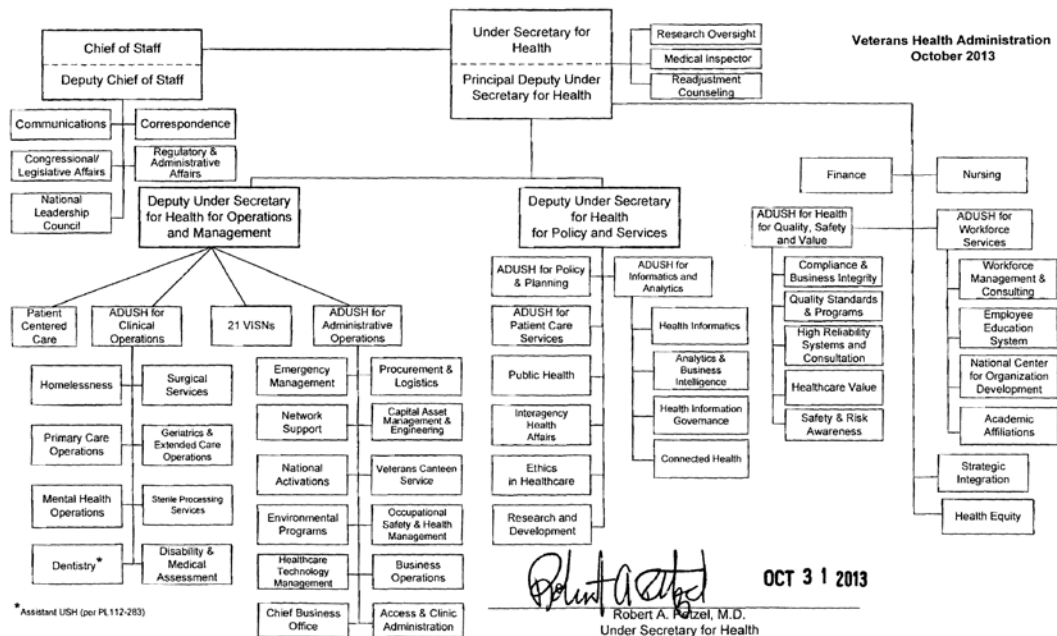 Veterans Health Administration
October 2013
Chief of Staff
Deputy Chief of Staff
Under Secretary for
Health
Principal Deputy Under
Secretary for Health
Research Oversight
Medical Inspector
Readjustment
Counseling
Communications
Correspondence
Congressional/
Legislative Affairs
Regulatory &
Administrative
Affairs
National
Leadership
Council
Deputy Under Secretary
for Health for Operations
and Management
Deputy Under Secretary
for Health
for Policy and Services
Finance
Nursing
ADUSH for Health
for Quality, Safety
and Value
ADUSH for
Workforce
Services
Patient
Centered
Care
ADUSH for
Clinical
Operations
21 VISNs
ADUSH for
Administrative
Operations
Homelessness
Surgical
Services
Primary Care
Operations
Geriatrics &
Extended Care
Operations
Mental Health
Operations
Sterile Processing
Services
Dentistry*
Disability &
Medical
Assessment
Emergency
Management
Procurement &
Logistics
Network
Support
Capital Asset
Management &
Engineering
National
Activations
Veterans Canteen
Service
Environmental
Programs
Occupational
Safety & Health
Management
Healthcare
Technology
Management
Business
Operations
Chief Business
Office
Access & Clinic
Administration
ADUSH for Policy
& Planning
ADUSH for
Informatics and
Analytics
ADUSH for
Patient Care
Services
Public Health
Interagency
Health
Affairs
Ethics
in Healthcare
Research and
Development
Health Informatics
Analytics &
Business
Intelligence
Health Information
Governance
Connected Health
Compliance &
Business Integrity
Quality Standards
& Programs
High Reliability
Systems and
Consultation
Healthcare Value
Safety & Risk
Awareness
Workforce
Management &
Consulting
Employee
Education
System
National Center
for Organization
Development
Academic
Affiliations
Strategic
Integration
Health Equity
*Assistant USH (per PL112-283)
OCT 31 2013
Robert A. Petzel, M.D.
Under Secretary for Health